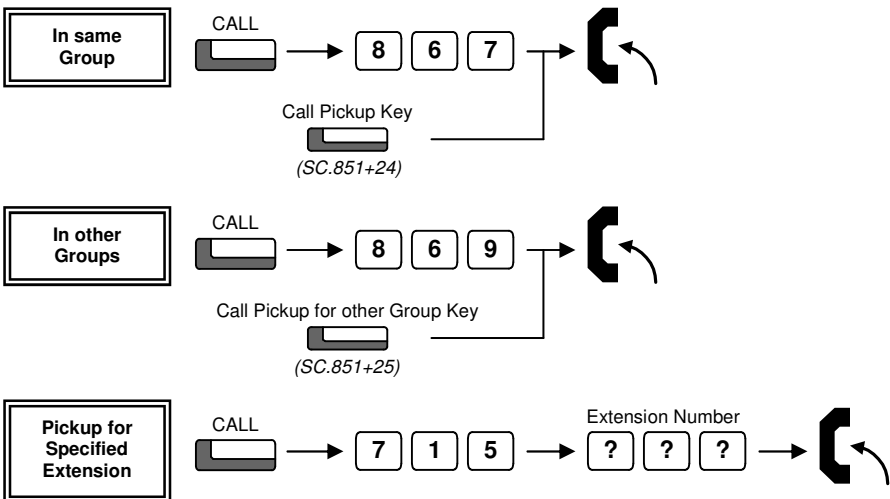 In same
Group
CALL
8 6 7
Call Pickup Key
(SC.851+24)
In other
Groups
CALL
8 6 9
Call Pickup for other Group Key
(SC.851+25)
Pickup for
Specified
Extension
CALL
7 1 5
Extension Number
? ? ?